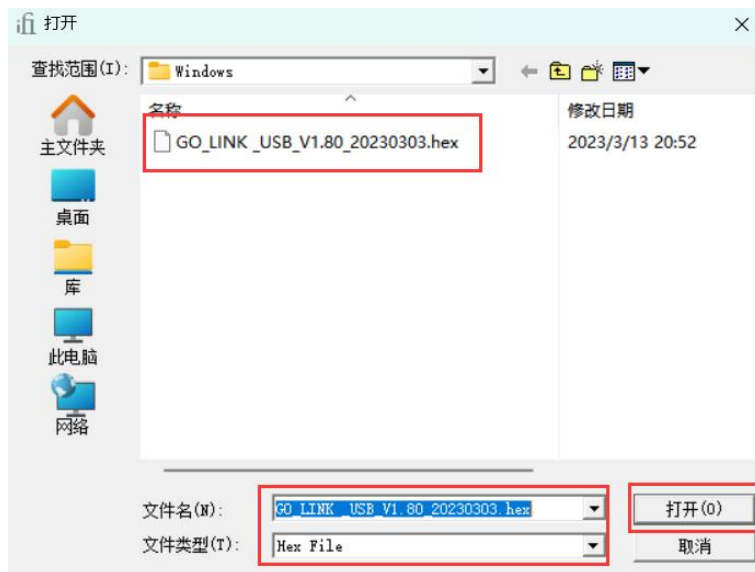 ifi 打开
查找范围(I): Windows
名称 修改日期
GO_LINK _USB_V1.80_20230303.hex 2023/3/13 20:52
主文件夹
桌面
库
此电脑
网络
文件名(N): GO_LINK _USB_V1.80_20230303.hex 打开(O)
文件类型(T): Hex File 取消